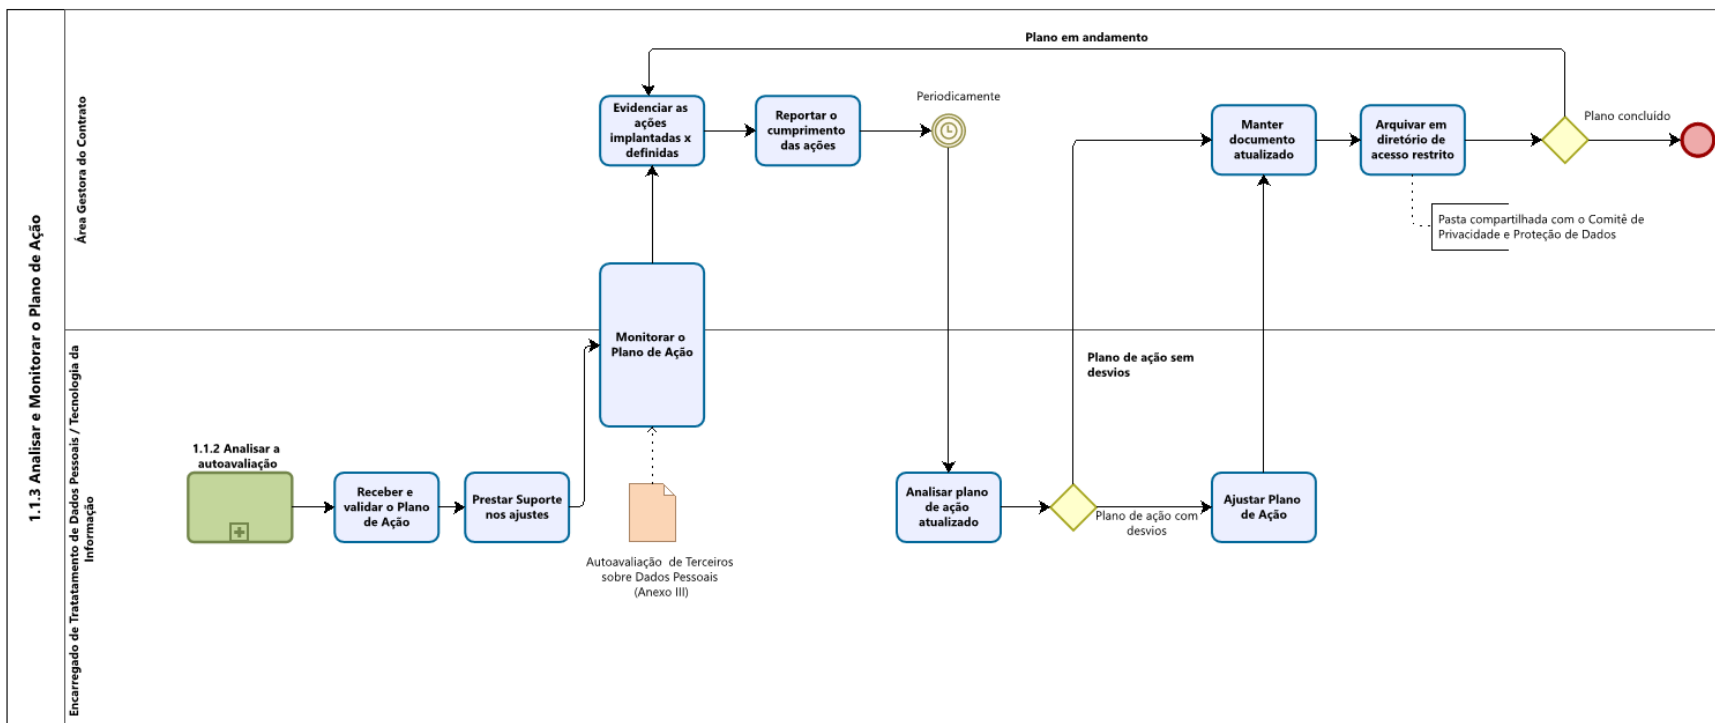 1.1.3 Analisar e Monitorar o Plano de Ação
Área Gestora do Contrato
Encarregado de Tratatamento de Dados Pessoais / Tecnologia da
Informação
Plano em andamento
Evidenciar as
ações
implantadas x
definidas
Reportar o
cumprimento
das ações
Periodicamente
Manter
documento
atualizado
Arquivar em
diretório de
acesso restrito
Plano concluído
Pasta compartilhada com o Comitê de
Privacidade e Proteção de Dados
Monitorar o
Plano de Ação
Plano de ação sem
desvios
1.1.2 Analisar a
autoavaliação
Receber e
validar o Plano
de Ação
Prestar Suporte
nos ajustes
Autoavaliação  de Terceiros
sobre Dados Pessoais
(Anexo III)
Analisar plano
de ação
atualizado
Plano de ação com
desvios
Ajustar Plano
de Ação